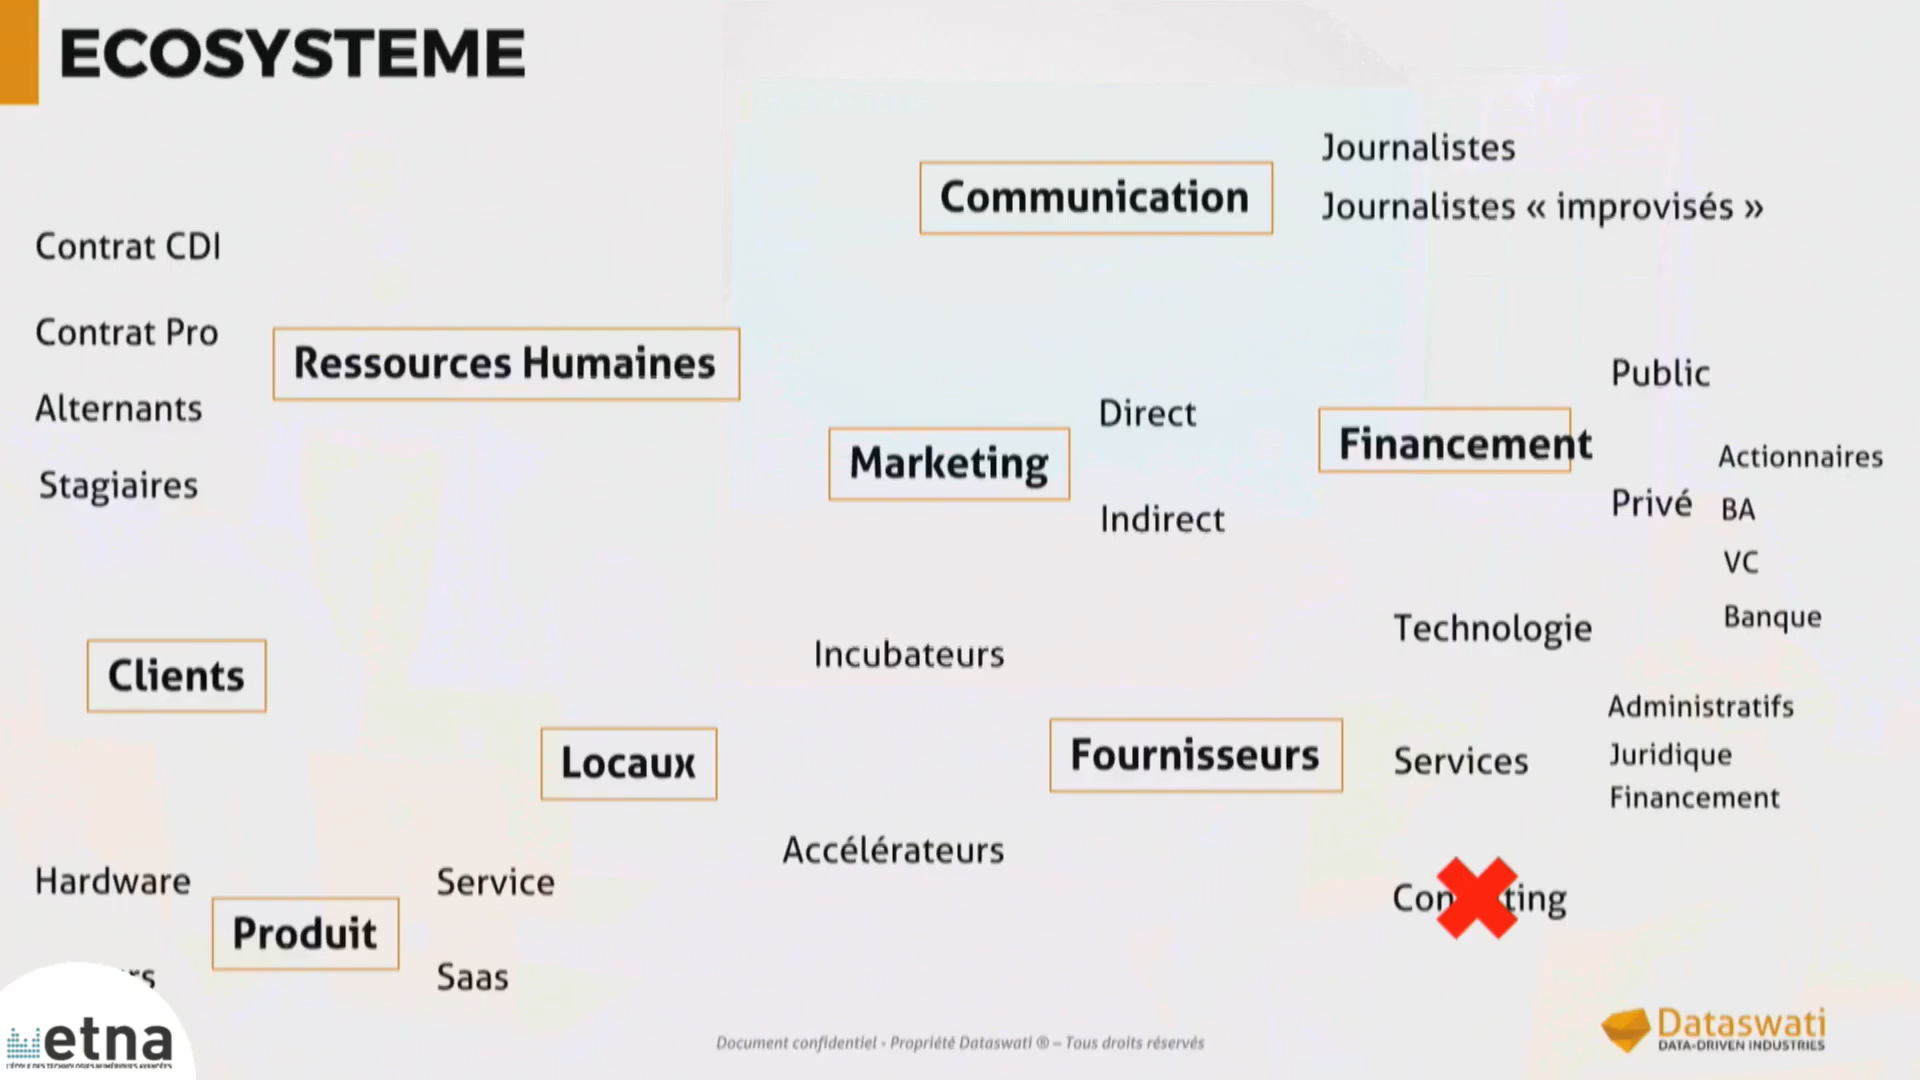 ECOSYSTEME
Communication
Journalistes
Journalistes « improvisés »
Contrat CDI
Contrat Pro
Alternants
Stagiaires
Ressources Humaines
Marketing
Direct
Indirect
Financement
Public
Privé
Actionnaires
BA
VC
Banque
Clients
Locaux
Incubateurs
Accélérateurs
Fournisseurs
Technologie
Services
Administratifs
Juridique
Financement
Hardware
Produit
Service
Saas
etna
Document confidentiel - Propriété Dataswati ® – Tous droits réservés
Dataswati
DATA-DRIVEN INDUSTRIES